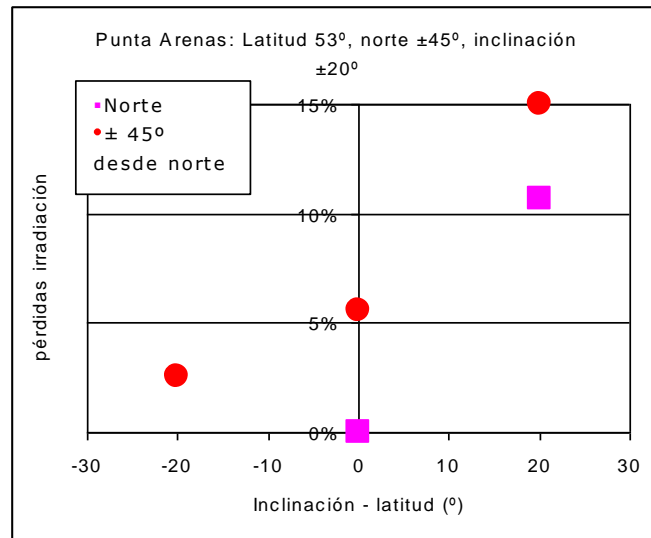 Punta Arenas: Latitud 53º, norte ±45º, inclinación
±20º
Norte
± 45º
desde norte
pérdidas irradiación
15%
10%
5%
0%
-30 -20 -10 0 10 20 30
Inclinación - latitud (º)